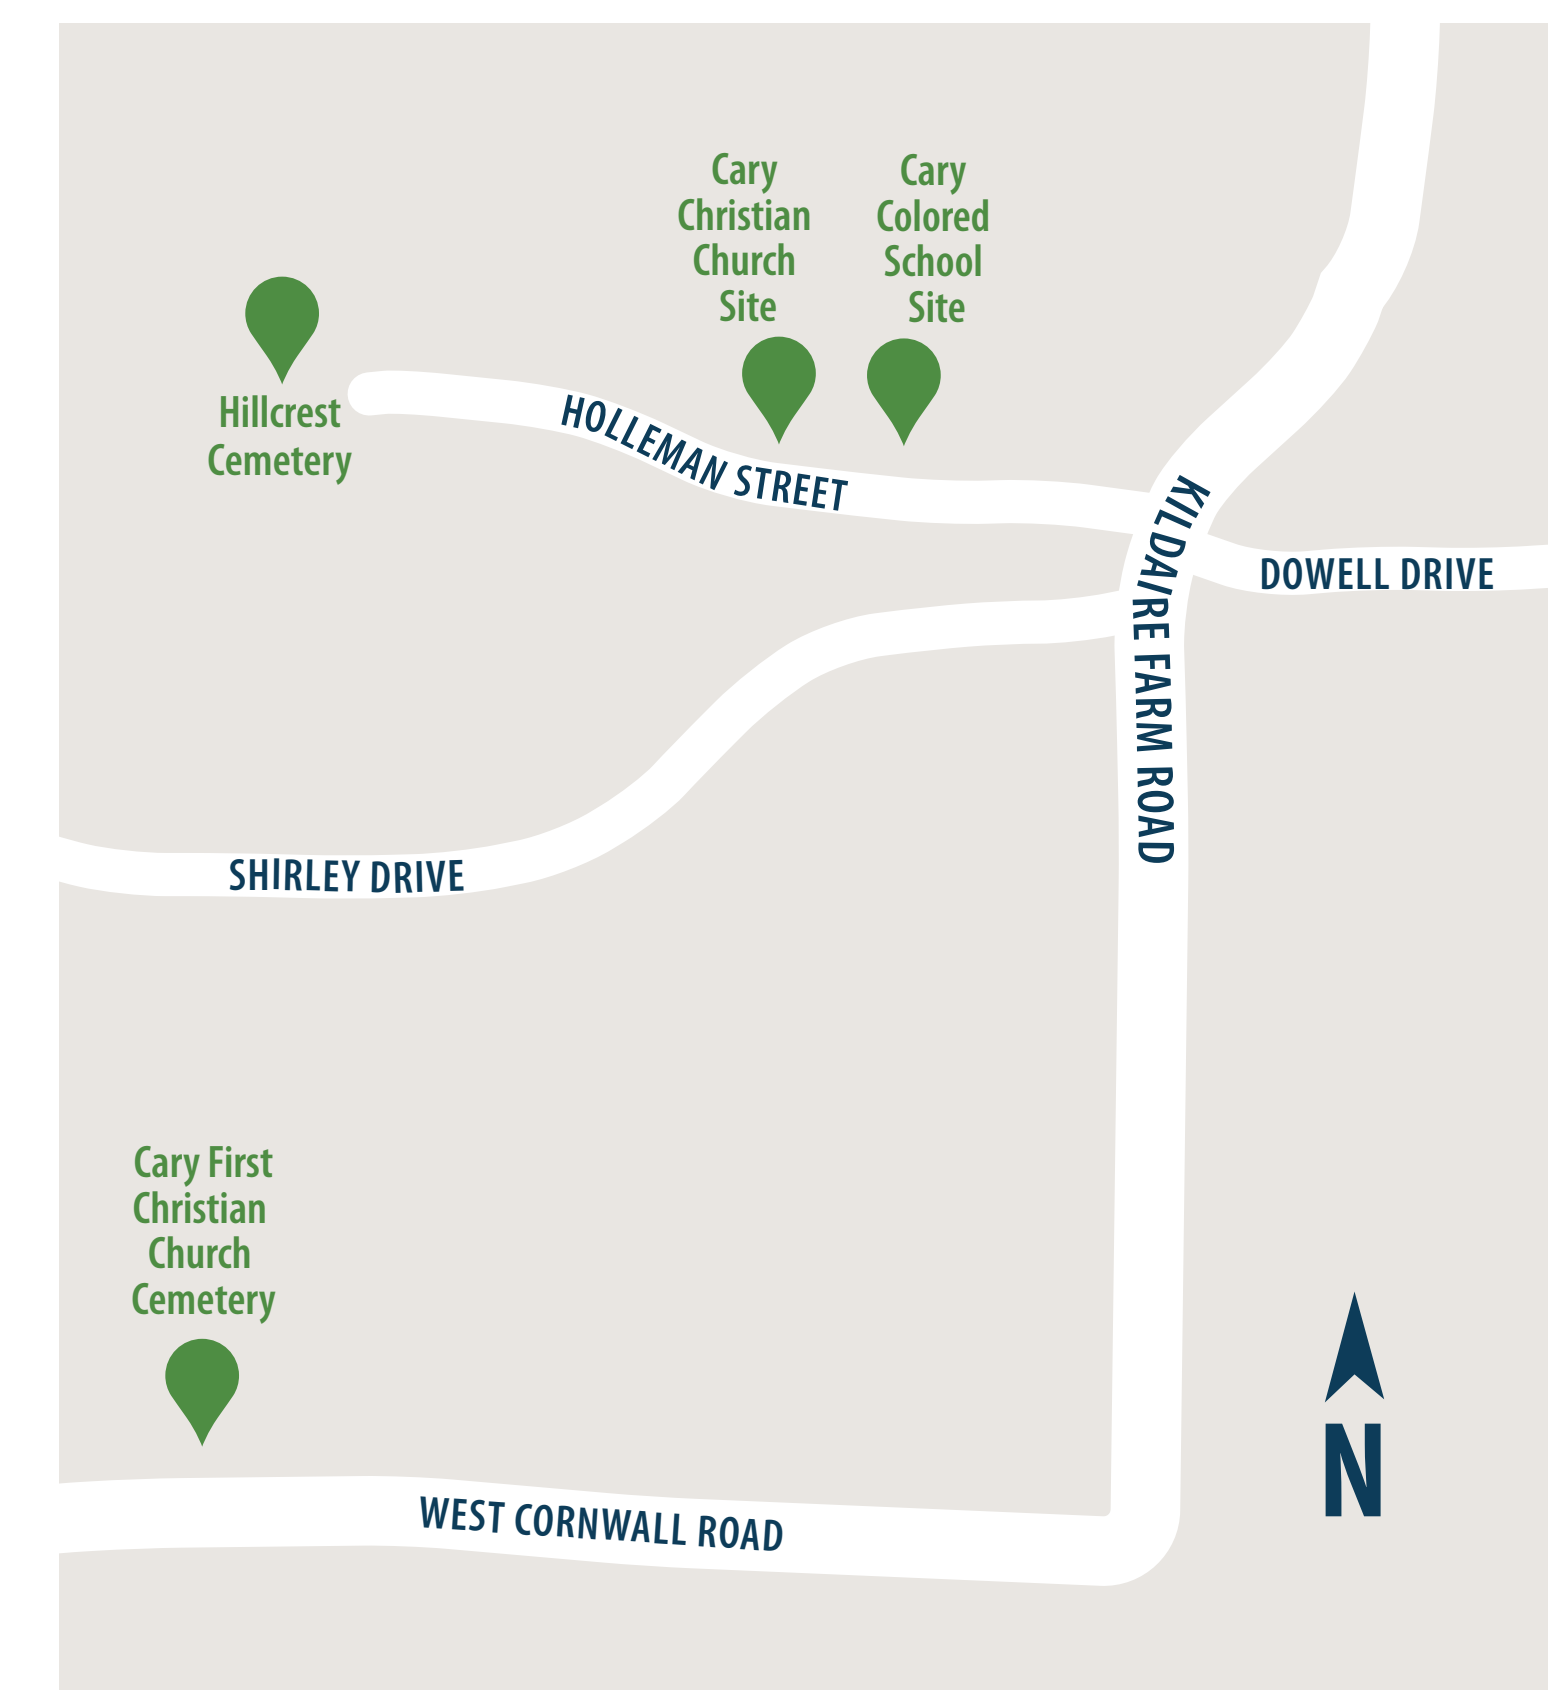 Cary
Christian
Church
Site
Cary
Colored
School
Site
Hillcrest
Cemetery
HOLLEMAN STREET
KILDAIRE FARM ROAD
DOWELL DRIVE
SHIRLEY DRIVE
Cary First
Christian
Church
Cemetery
WEST CORNWALL ROAD
N